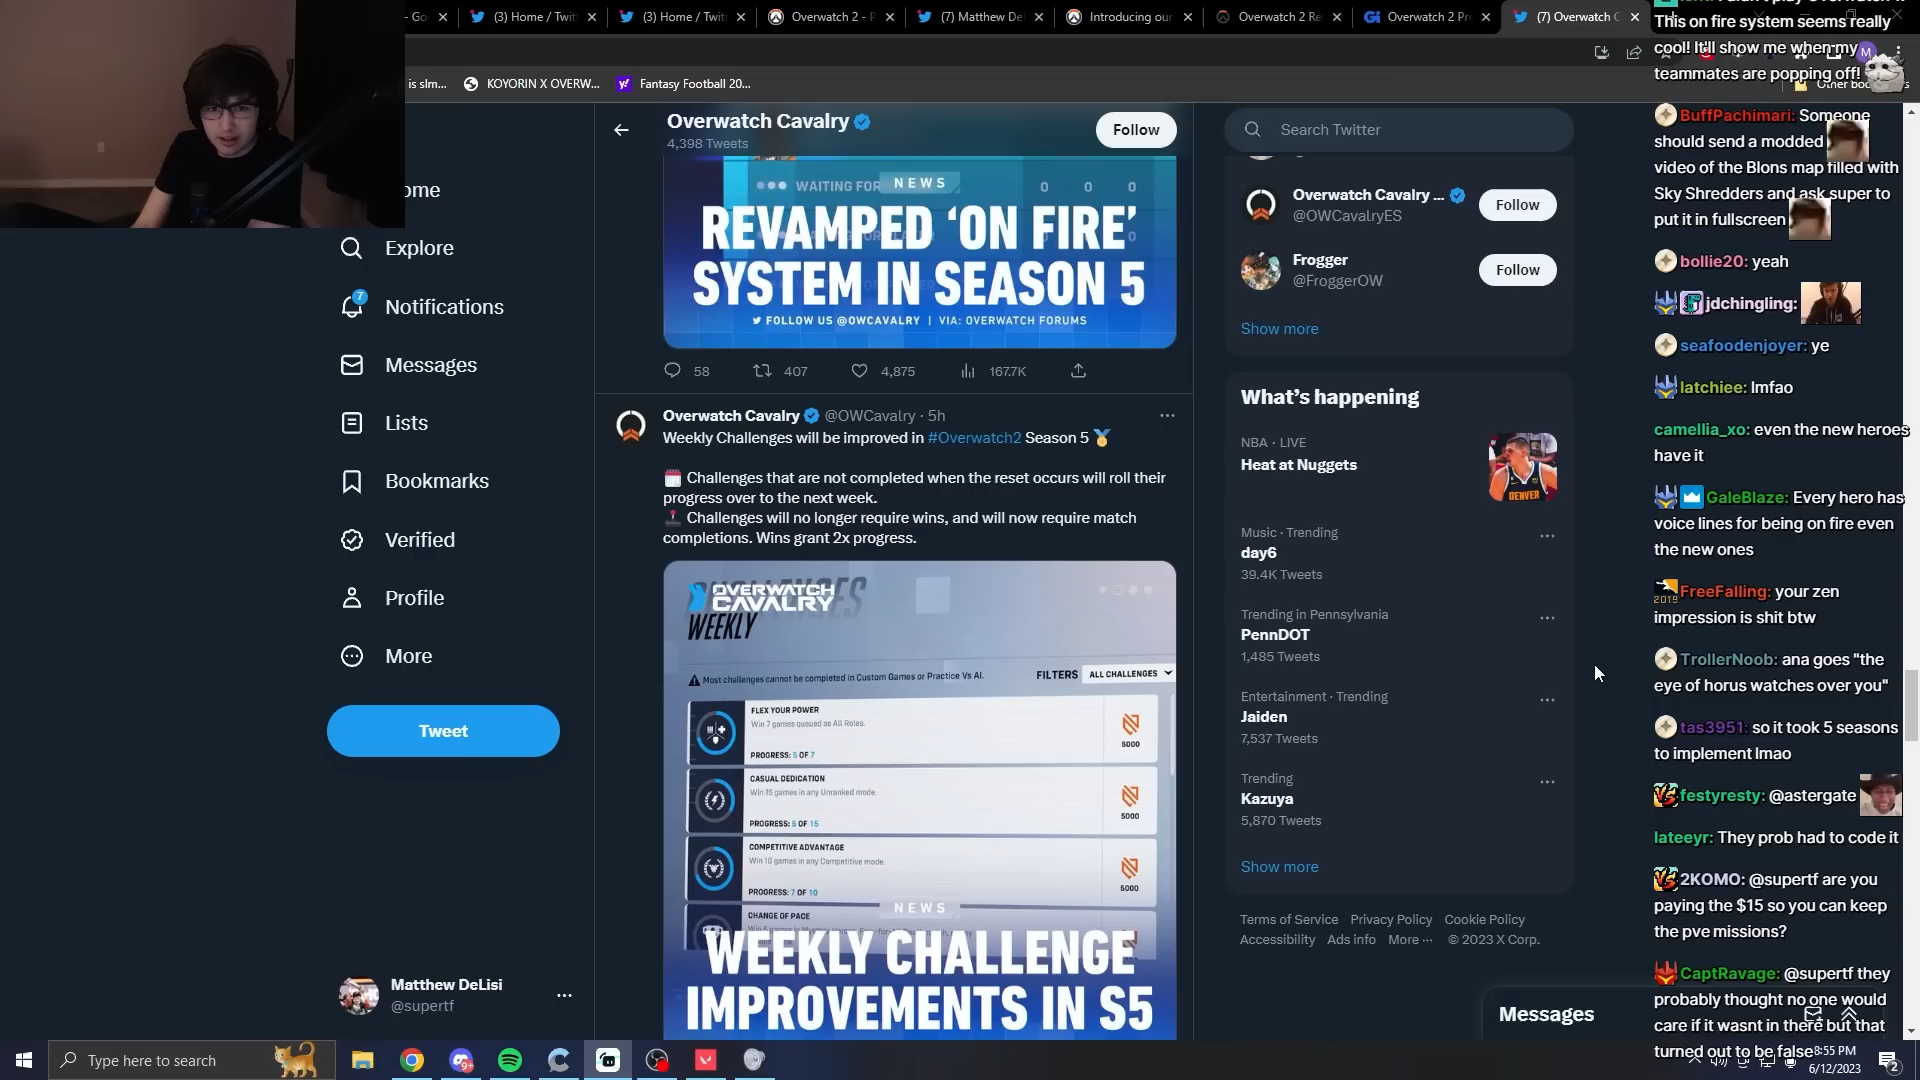 (3) Home / Twit
(3) Home / Twit
Overwatch 2 - P
(7) Matthew De
Introducing our
Overwatch 2 Re
Overwatch 2 Pr
(7) Overwatch C
is slm...
KOYORIN X OVERW...
Fantasy Football 20...
Explore
7
Notifications
Messages
Lists
Bookmarks
Verified
Profile
More
Tweet
Matthew DeLisi
@supertf
Overwatch Cavalry
4,398 Tweets
Follow
WAITING FOR 0 0 0
NEWS
REVAMPED ‘ON FIRE’
SYSTEM IN SEASON 5
FOLLOW US @OWCAVALRY | VIA: OVERWATCH FORUMS
58 407 4,875 167.7K
Overwatch Cavalry @OWCavalry · 5h
Weekly Challenges will be improved in #Overwatch2 Season 5
Challenges that are not completed when the reset occurs will roll their
progress over to the next week.
Challenges will no longer require wins, and will now require match
completions. Wins grant 2x progress.
OVERWATCH
CAVALRY
WEEKLY
Most challenges cannot be completed in Custom Games or Practice Vs AI.
FILTERS ALL CHALLENGES
FLEX YOUR POWER
Win 7 games queued as All Roles.
PROGRESS: 5 OF 7
5000
CASUAL DEDICATION
Win 15 games in any Unranked mode.
PROGRESS: 5 OF 15
5000
COMPETITIVE ADVANTAGE
Win 10 games in any Competitive mode.
PROGRESS: 7 OF 10
5000
CHANGE OF PACE
NEWS
WEEKLY CHALLENGE
IMPROVEMENTS IN S5
Search Twitter
Overwatch Cavalry ...
@OWCavalryES
Follow
Frogger
@FroggerOW
Follow
Show more
What’s happening
NBA · LIVE
Heat at Nuggets
DENVER
Music · Trending
day6
39.4K Tweets
Trending in Pennsylvania
PennDOT
1,485 Tweets
Entertainment · Trending
Jaiden
7,537 Tweets
Trending
Kazuya
5,870 Tweets
Show more
Terms of Service Privacy Policy Cookie Policy
Accessibility Ads info More ··· © 2023 X Corp.
Messages
This on fire system seems really
cool! It'll show me when my
teammates are popping off!
BuffPachimari: Someone
should send a modded
video of the Blons map filled with
Sky Shredders and ask super to
put it in fullscreen
bollie20: yeah
jdchingling:
seafoodenjoyer: ye
latchiee: lmfao
camellia_xo: even the new heroes
have it
GaleBlaze: Every hero has
voice lines for being on fire even
the new ones
2019 FreeFalling: your zen
impression is shit btw
TrollerNoob: ana goes "the
eye of horus watches over you"
tas3951: so it took 5 seasons
to implement lmao
festyresty: @astergate
lateeyr: They prob had to code it
2KOMO: @supertf are you
paying the $15 so you can keep
the pve missions?
CaptRavage: @supertf they
probably thought no one would
care if it wasnt in there but that
turned out to be false
Type here to search
9+
8:55 PM
6/12/2023
2